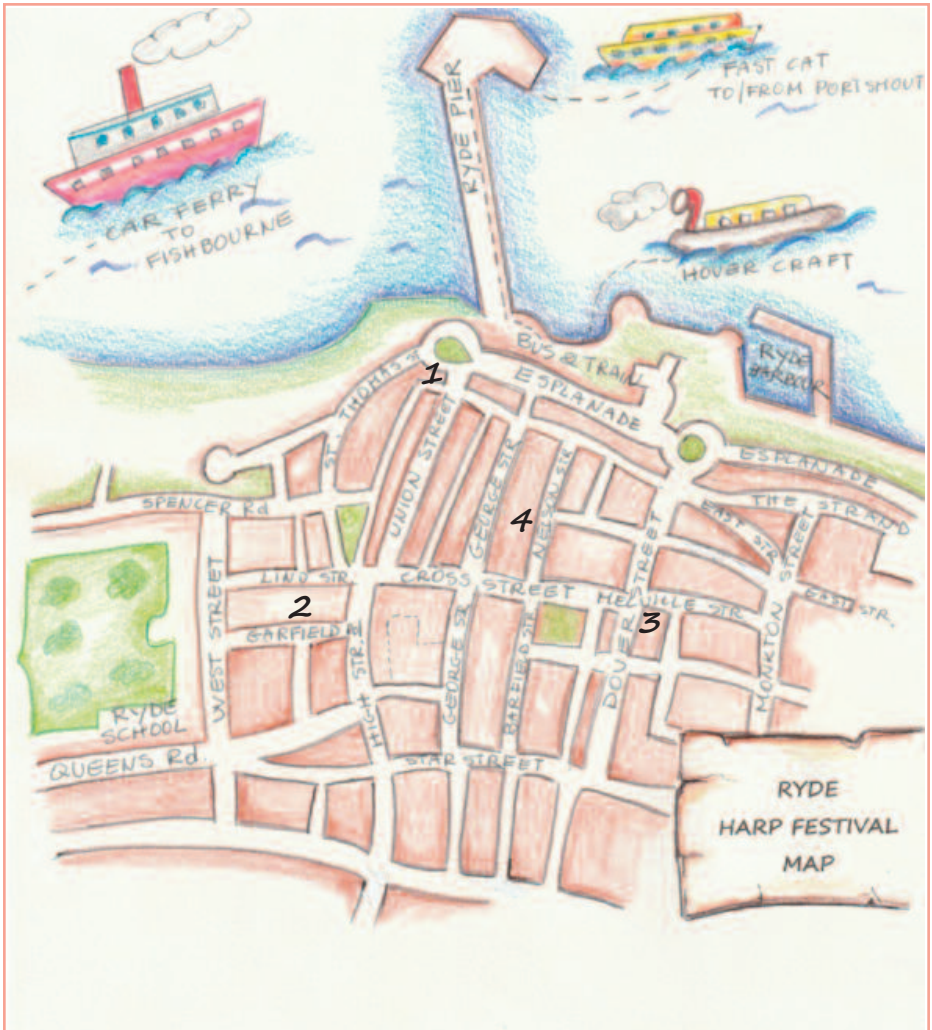 RYDE PIER
FAST CAT
TO/FROM PORTSMOUT
CAR FERRY
TO
FISHBOURNE
HOVER CRAFT
BUS & TRAIN
RYDE
HARBOUR
1
THOMAS ST.
ESPLANADE
ESPLANADE
UNION STREET
GEORGE STR
NELSON STR
SPENCER Rd
THE STRAND
EAST STR
4
WEST STREET
LIND STR.
CROSS STREET
MELVILLE STR
DOVER STREET
MONKTON STREET
EAST STR.
2
3
GARFIELD Rd
HIGH STR
GEORGE STR
BARFIELD STR
RYDE
SCHOOL
QUEENS Rd.
STAR STREET
RYDE
HARP FESTIVAL
MAP